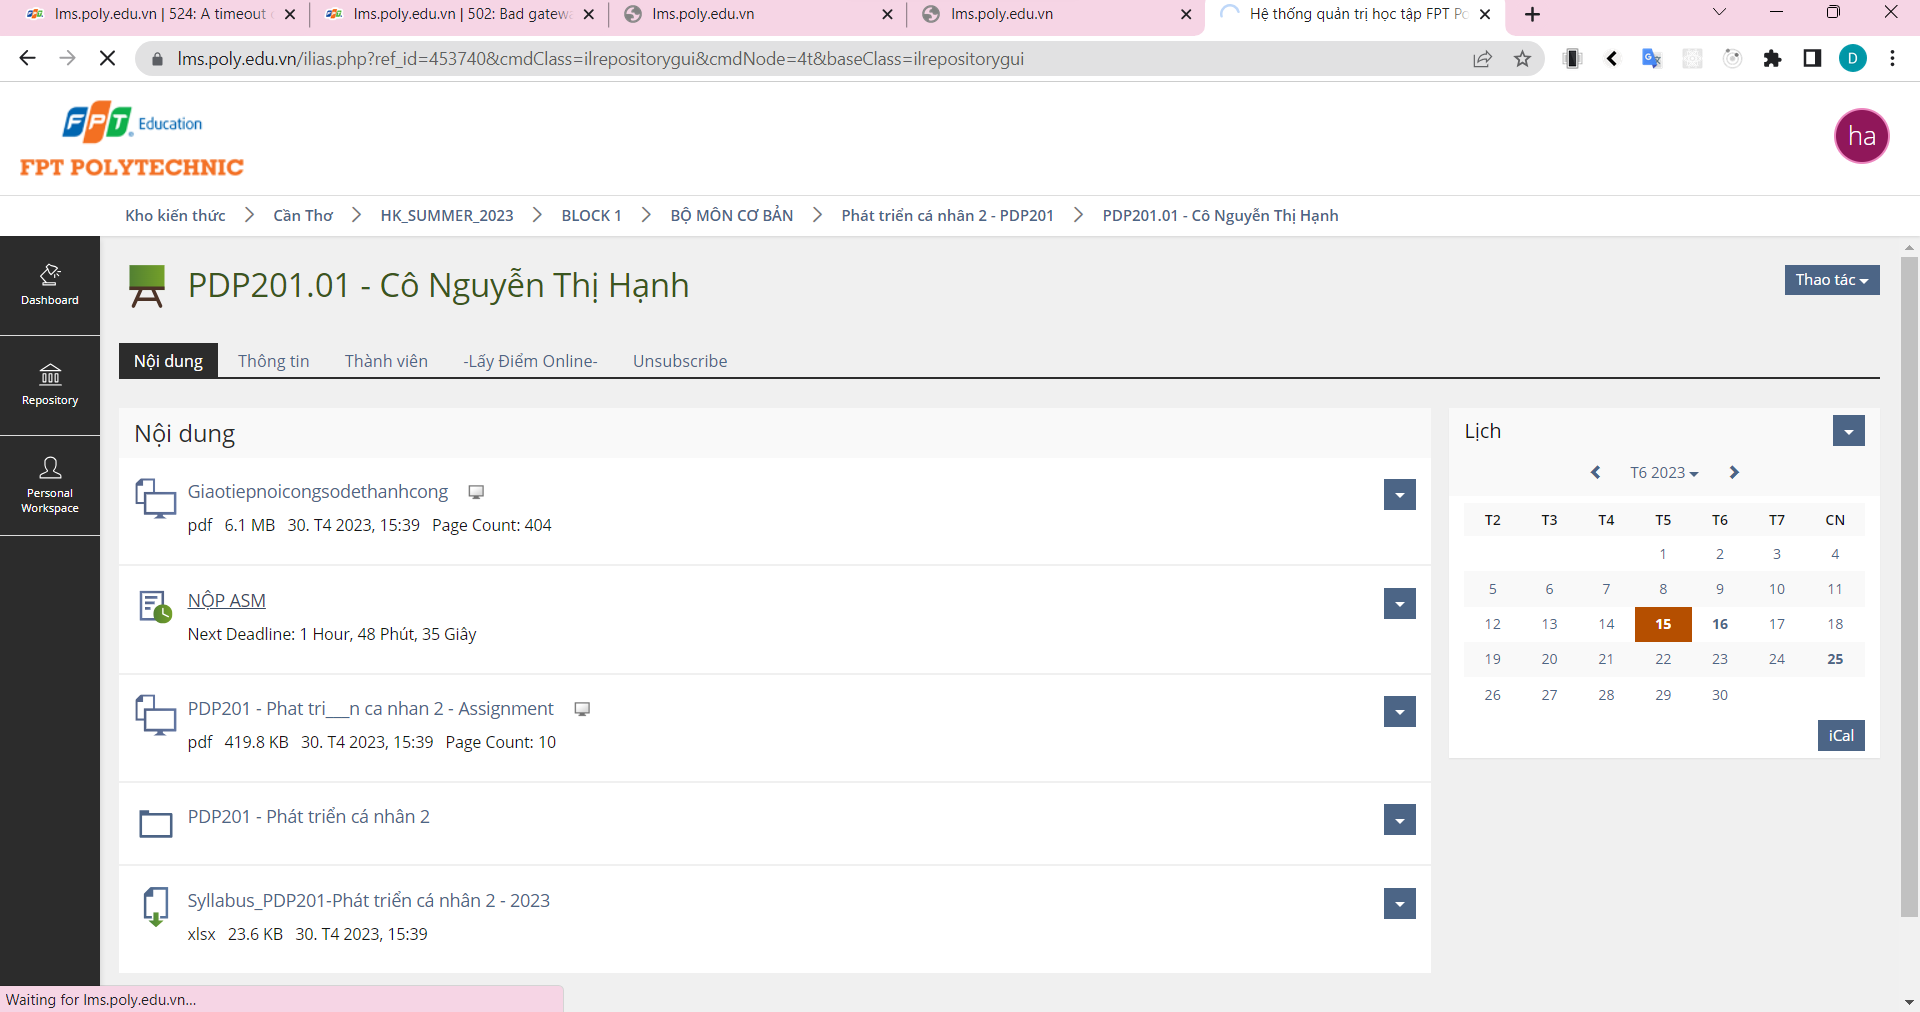 lms.poly.edu.vn | 524: A timeout
lms.poly.edu.vn | 502: Bad gatew
lms.poly.edu.vn
lms.poly.edu.vn
Hệ thống quản trị học tập FPT Po
lms.poly.edu.vn/ilias.php?ref_id=453740&cmdClass=ilrepositorygui&cmdNode=4t&baseClass=ilrepositorygui
D
FPT Education
FPT POLYTECHNIC
ha
Kho kiến thức > Cần Thơ > HK_SUMMER_2023 > BLOCK 1 > BỘ MÔN CƠ BẢN > Phát triển cá nhân 2 - PDP201 > PDP201.01 - Cô Nguyễn Thị Hạnh
Dashboard
Repository
Personal
Workspace
PDP201.01 - Cô Nguyễn Thị Hạnh
Thao tác
Nội dung Thông tin Thành viên -Lấy Điểm Online- Unsubscribe
Nội dung
Giaotiepnoicongsodethanhcong
pdf 6.1 MB 30. T4 2023, 15:39 Page Count: 404
NỘP ASM
Next Deadline: 1 Hour, 48 Phút, 35 Giây
PDP201 - Phat tri___n ca nhan 2 - Assignment
pdf 419.8 KB 30. T4 2023, 15:39 Page Count: 10
PDP201 - Phát triển cá nhân 2
Syllabus_PDP201-Phát triển cá nhân 2 - 2023
xlsx 23.6 KB 30. T4 2023, 15:39
Lịch
T6 2023
T2 T3 T4 T5 T6 T7 CN
1 2 3 4
5 6 7 8 9 10 11
12 13 14 15 16 17 18
19 20 21 22 23 24 25
26 27 28 29 30
iCal
Waiting for lms.poly.edu.vn...